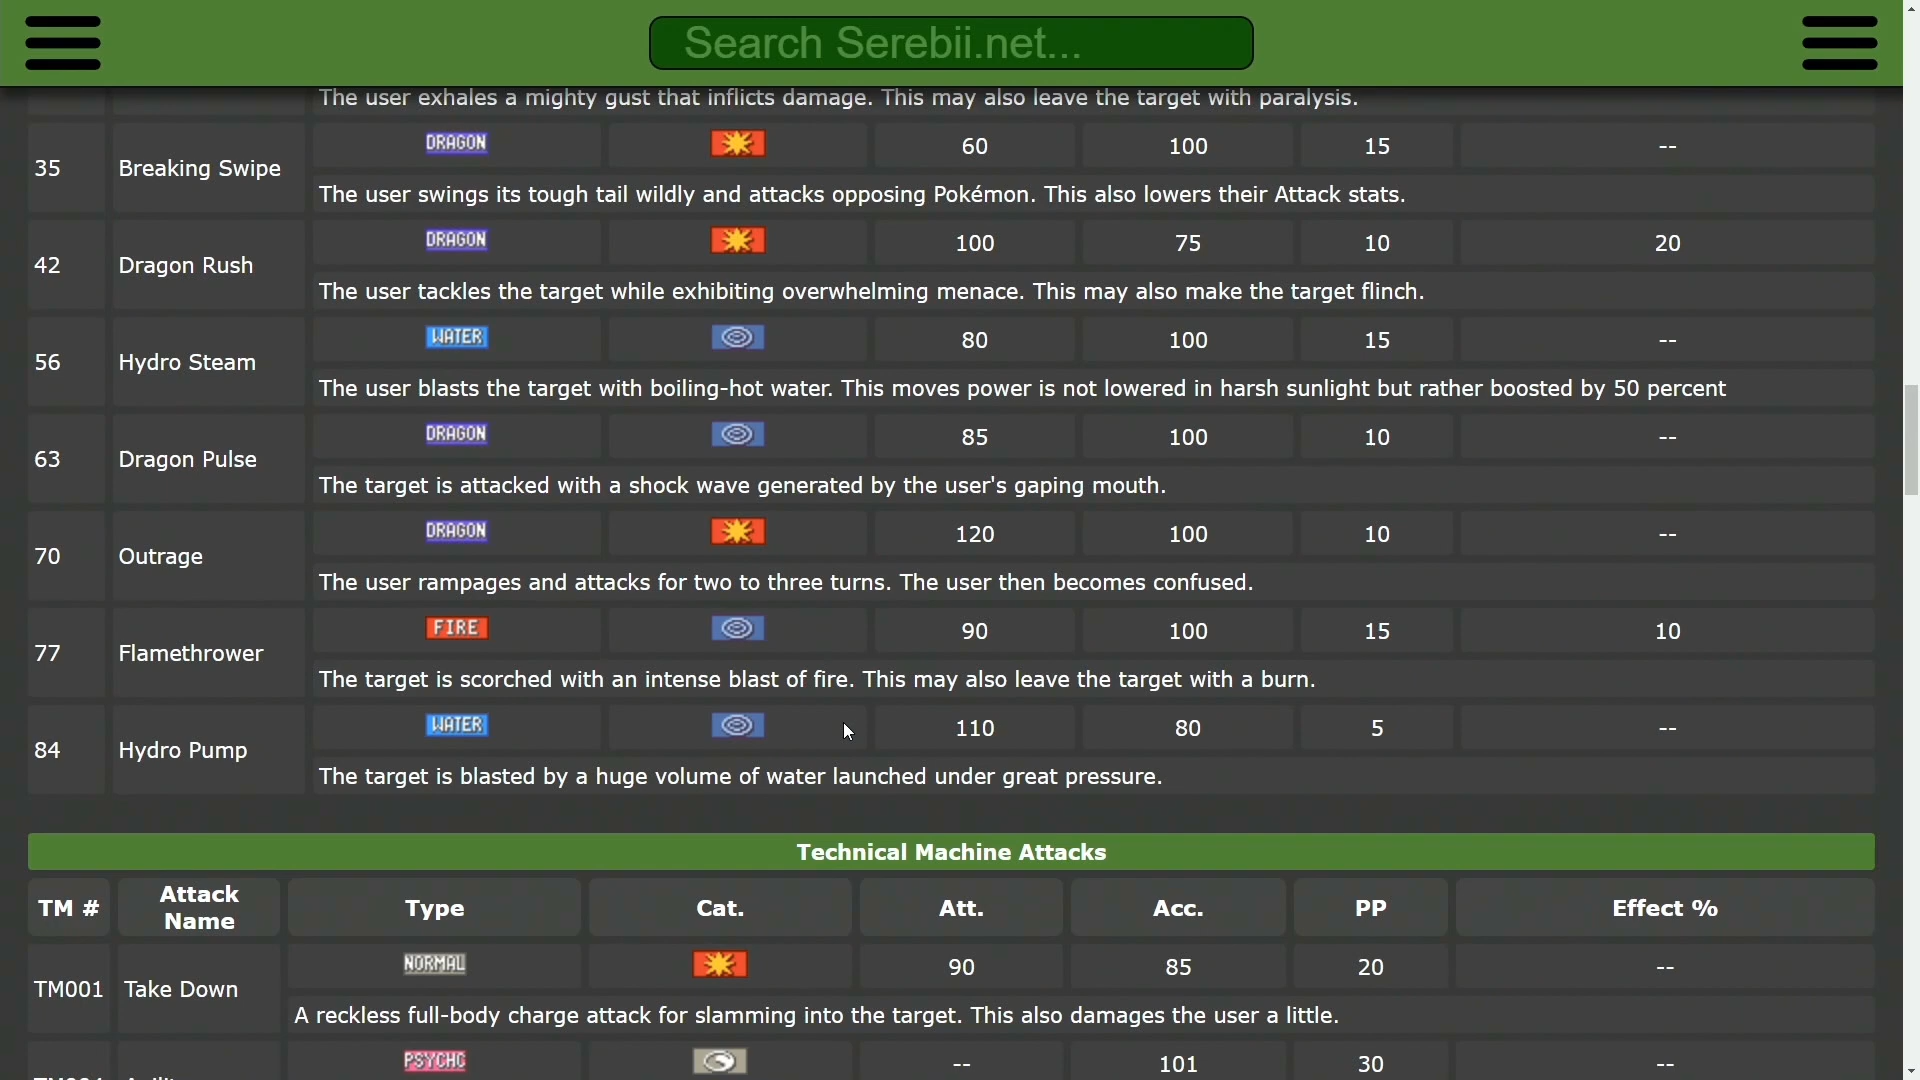 Search Serebii.net...
The user exhales a mighty gust that inflicts damage. This may also leave the target with paralysis.
35 Breaking Swipe DRAGON 60 100 15 --
The user swings its tough tail wildly and attacks opposing Pokémon. This also lowers their Attack stats.
42 Dragon Rush DRAGON 100 75 10 20
The user tackles the target while exhibiting overwhelming menace. This may also make the target flinch.
56 Hydro Steam WATER 80 100 15 --
The user blasts the target with boiling-hot water. This moves power is not lowered in harsh sunlight but rather boosted by 50 percent
63 Dragon Pulse DRAGON 85 100 10 --
The target is attacked with a shock wave generated by the user's gaping mouth.
70 Outrage DRAGON 120 100 10 --
The user rampages and attacks for two to three turns. The user then becomes confused.
77 Flamethrower FIRE 90 100 15 10
The target is scorched with an intense blast of fire. This may also leave the target with a burn.
84 Hydro Pump WATER 110 80 5 --
The target is blasted by a huge volume of water launched under great pressure.
Technical Machine Attacks
TM # Attack Name Type Cat. Att. Acc. PP Effect %
TM001 Take Down NORMAL 90 85 20 --
A reckless full-body charge attack for slamming into the target. This also damages the user a little.
PSYCHC -- 101 30 --